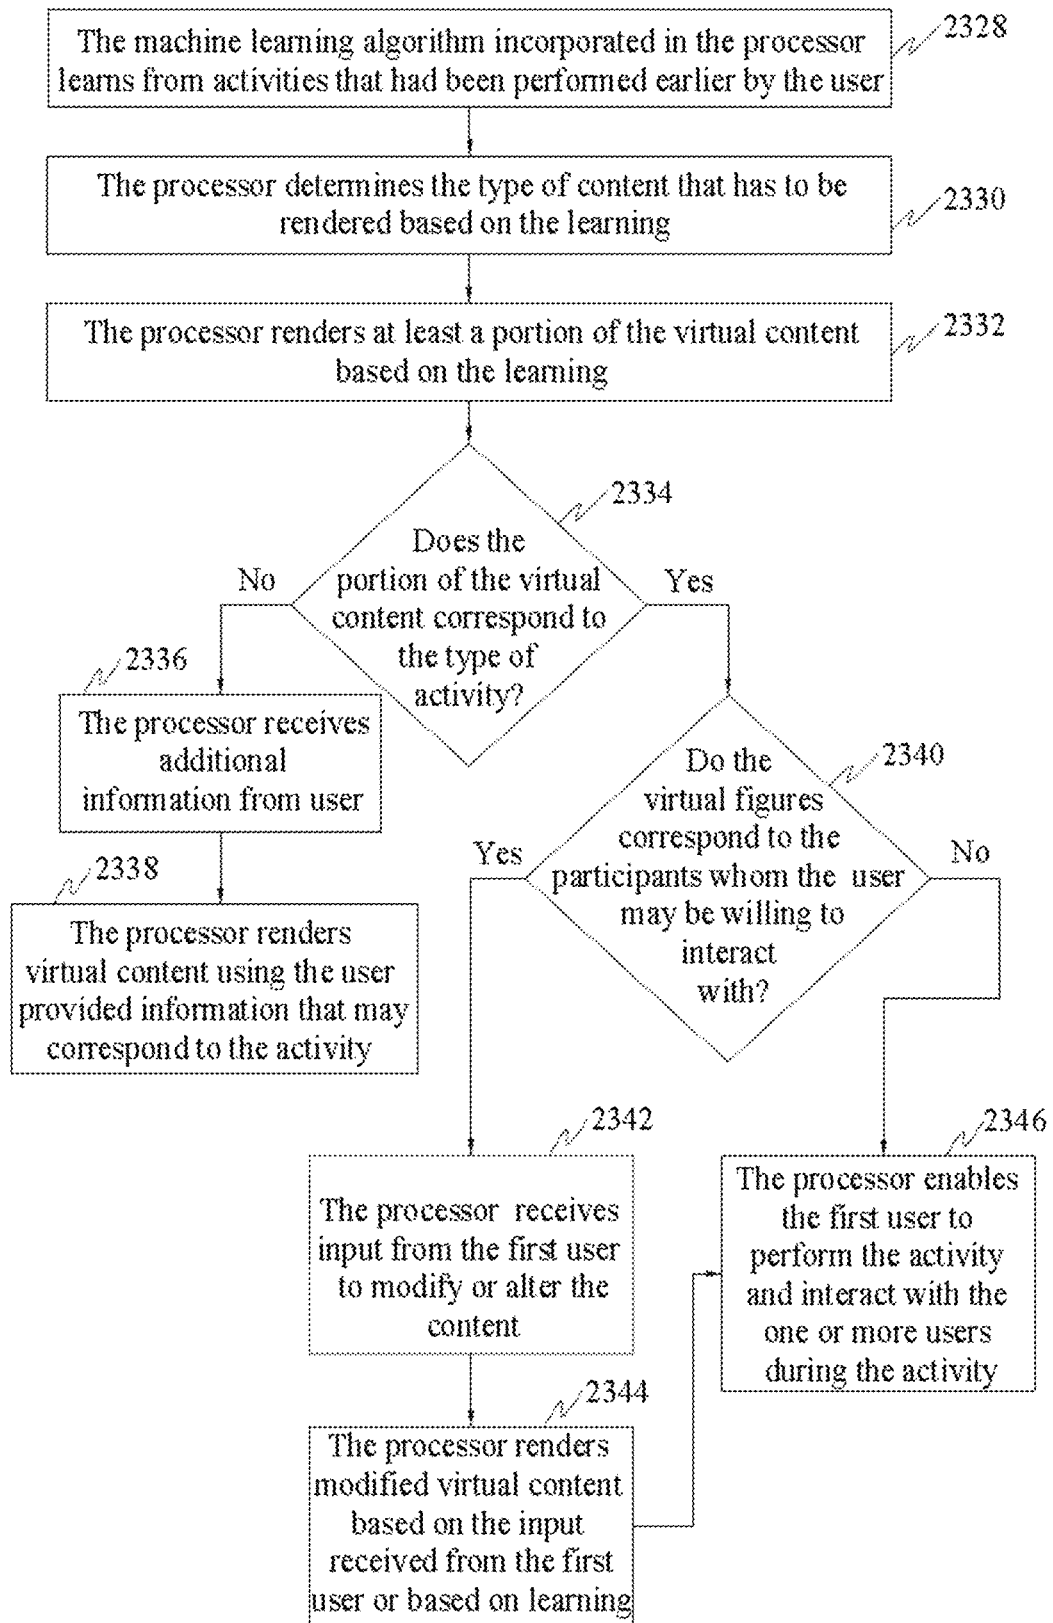 The machine learning algorithm incorporated in the processor
learns from activities that had been performed earlier by the user
2328
The processor determines the type of content that has to be
rendered based on the learning
2330
The processor renders at least a portion of the virtual content
based on the learning
2332
2334
Does the
portion of the virtual
content correspond to
the type of
activity?
No
Yes
2336
The processor receives
additional
information from user
2338
The processor renders
virtual content using the user
provided information that may
correspond to the activity
2340
Do the
virtual figures
correspond to the
participants whom the user
may be willing to
interact
with?
Yes
No
2342
The processor receives
input from the first user
to modify or alter the
content
2344
The processor renders
modified virtual content
based on the input
received from the first
user or based on learning
2346
The processor enables
the first user to
perform the activity
and interact with the
one or more users
during the activity